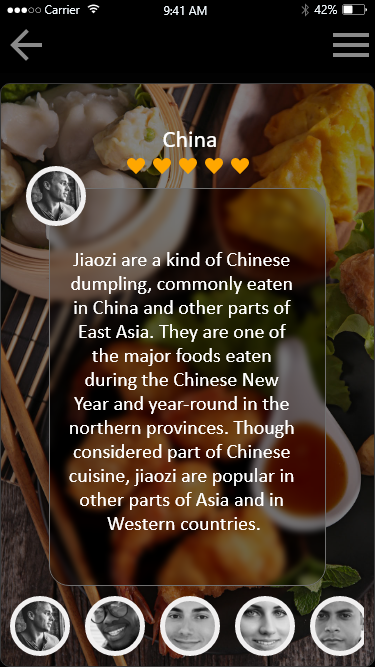 Carrier 9:41 AM 42%
China
Jiaozi are a kind of Chinese
dumpling, commonly eaten
in China and other parts of
East Asia. They are one of
the major foods eaten
during the Chinese New
Year and year-round in the
northern provinces. Though
considered part of Chinese
cuisine, jiaozi are popular in
other parts of Asia and in
Western countries.